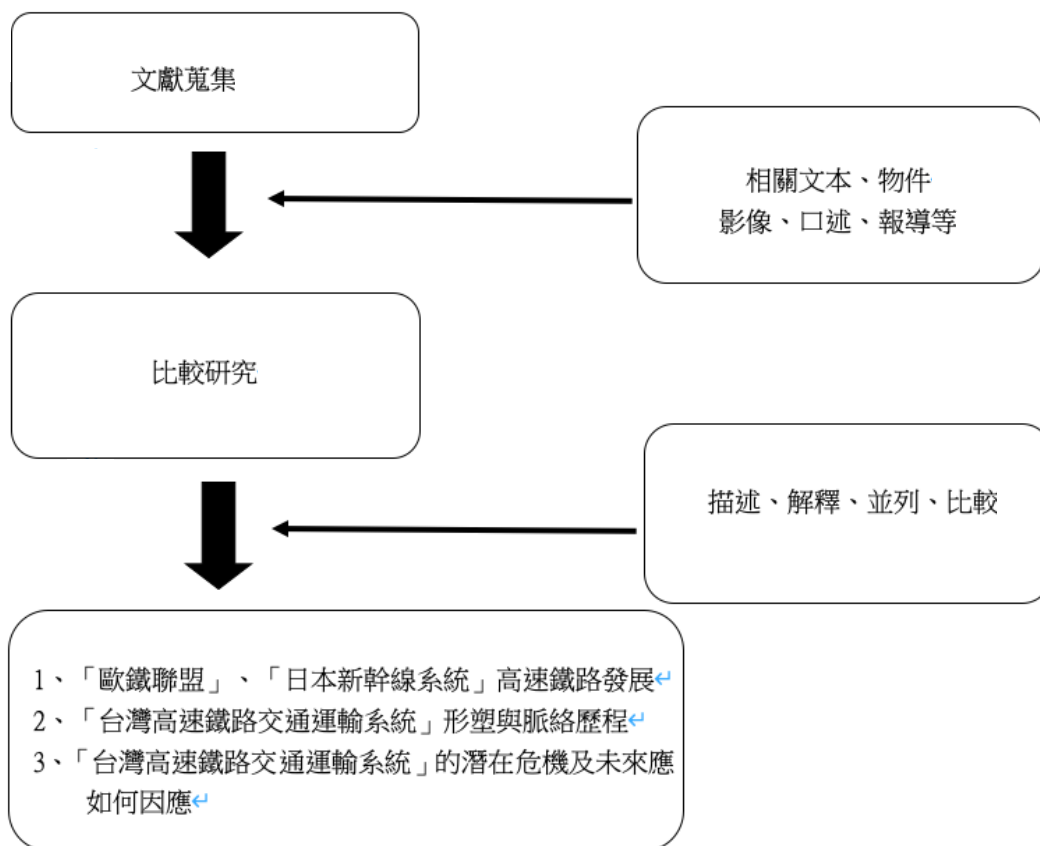 文獻蒐集
相關文本、物件
影像、口述、報導等
比較研究
描述、解釋、並列、比較
1、「歐鐵聯盟」、「日本新幹線系統」高速鐵路發展↵
2、「台灣高速鐵路交通運輸系統」形塑與脈絡歷程↵
3、「台灣高速鐵路交通運輸系統」的潛在危機及未來應
如何因應↵